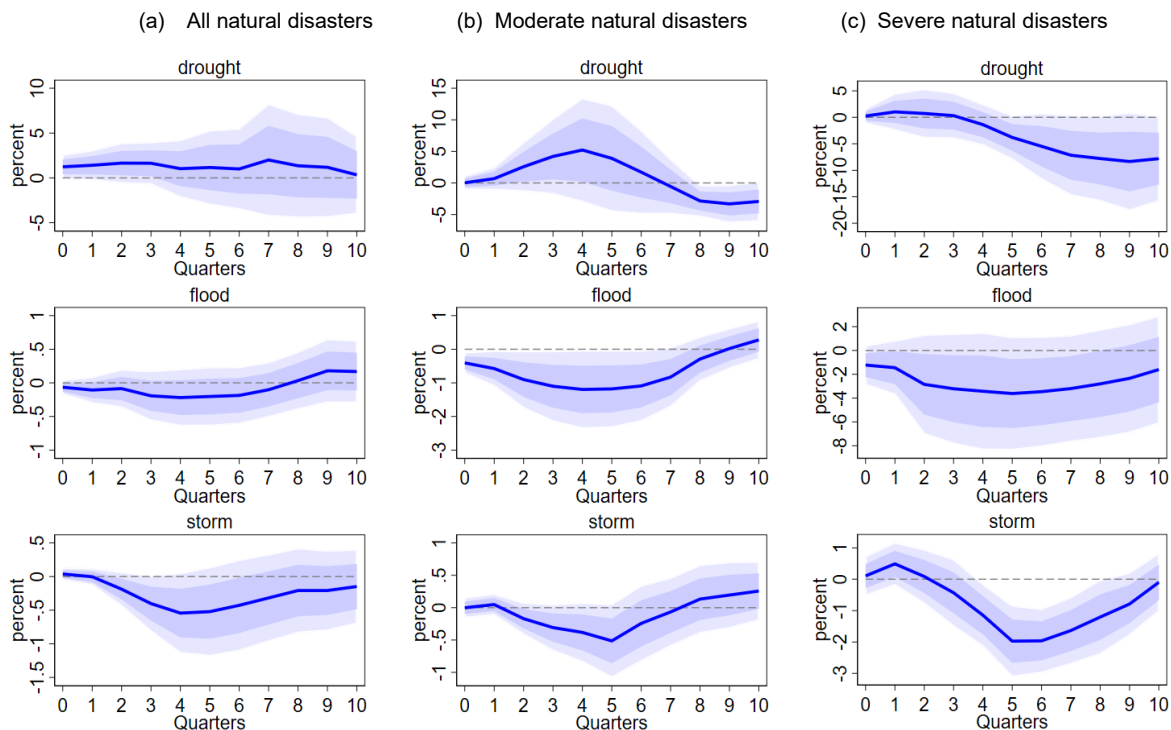 (a) All natural disasters
(b) Moderate natural disasters
(c) Severe natural disasters
drought
percent
10
5
0
-5
0 1 2 3 4 5 6 7 8 9 10
Quarters
drought
percent
15
10
5
0
-5
0 1 2 3 4 5 6 7 8 9 10
Quarters
drought
percent
5
0
-5
-10
-15
-20
0 1 2 3 4 5 6 7 8 9 10
Quarters
flood
percent
1
.5
0
-.5
-1
0 1 2 3 4 5 6 7 8 9 10
Quarters
flood
percent
1
0
-1
-2
-3
0 1 2 3 4 5 6 7 8 9 10
Quarters
flood
percent
2
0
-2
-4
-6
-8
0 1 2 3 4 5 6 7 8 9 10
Quarters
storm
percent
.5
0
-.5
-1
-1.5
0 1 2 3 4 5 6 7 8 9 10
Quarters
storm
percent
1
.5
0
-.5
-1
0 1 2 3 4 5 6 7 8 9 10
Quarters
storm
percent
1
0
-1
-2
-3
0 1 2 3 4 5 6 7 8 9 10
Quarters